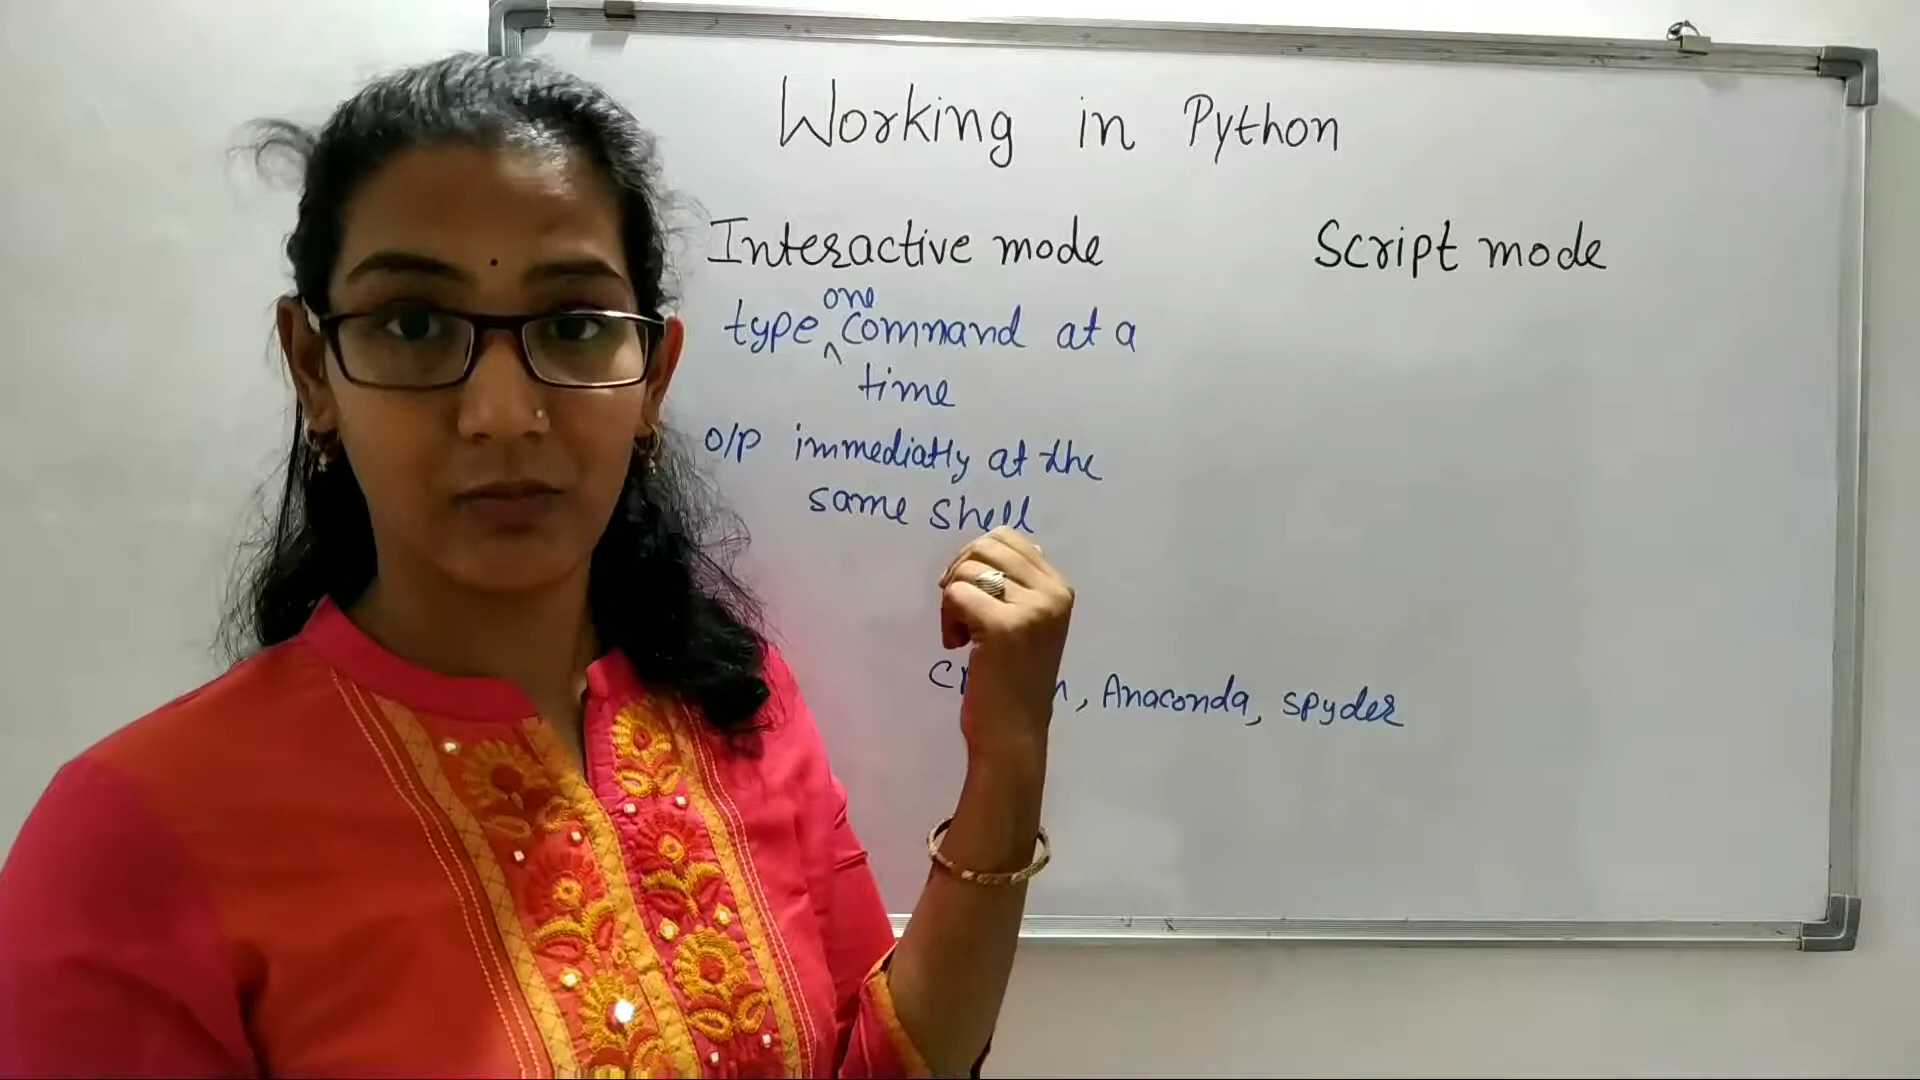 Working in Python
Interactive mode
Script mode
one
type ^ command at a
time
o/p immediatly at the
same shell
, Anaconda, spyder